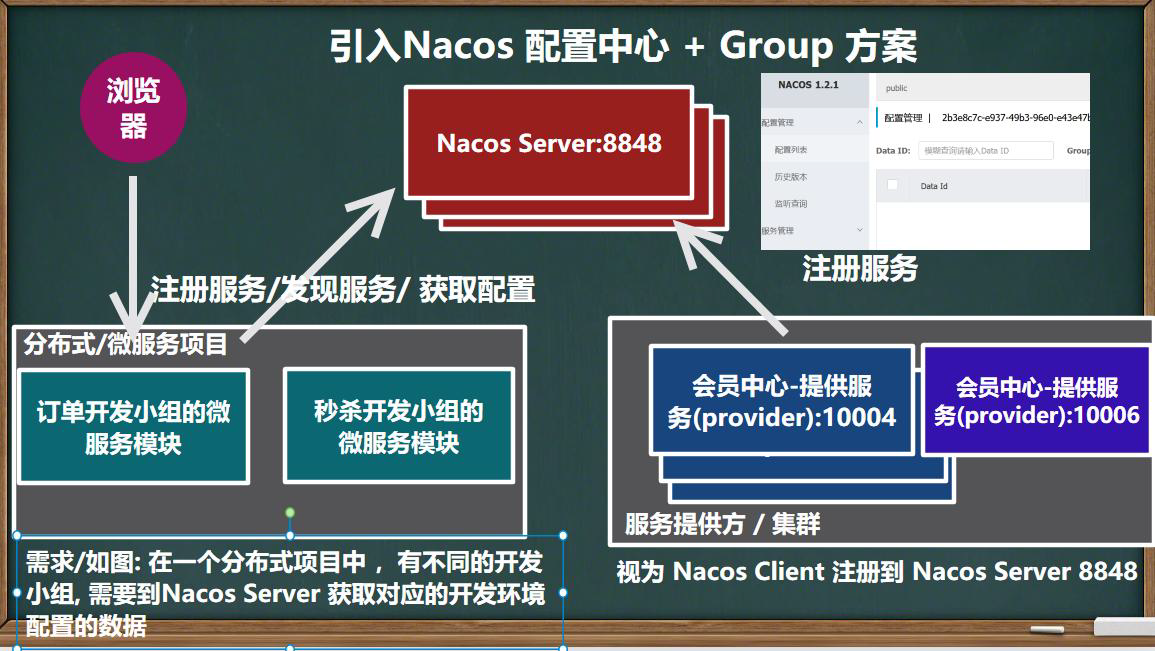 引入Nacos 配置中心 + Group 方案
浏览
器
Nacos Server:8848
NACOS 1.2.1
public
配置管理
配置管理 | 2b3e8c7c-e937-49b3-96e0-e43e47b
配置列表
Data ID: 模糊查询请输入Data ID Group
历史版本
Data Id
监听查询
服务管理
注册服务
注册服务/发现服务/ 获取配置
分布式/微服务项目
订单开发小组的微
服务模块
秒杀开发小组的
微服务模块
会员中心-提供服
务(provider):10004
会员中心-提供服
务(provider):10006
服务提供方 / 集群
需求/如图: 在一个分布式项目中 ，有不同的开发
小组, 需要到Nacos Server 获取对应的开发环境
配置的数据
视为 Nacos Client 注册到 Nacos Server 8848